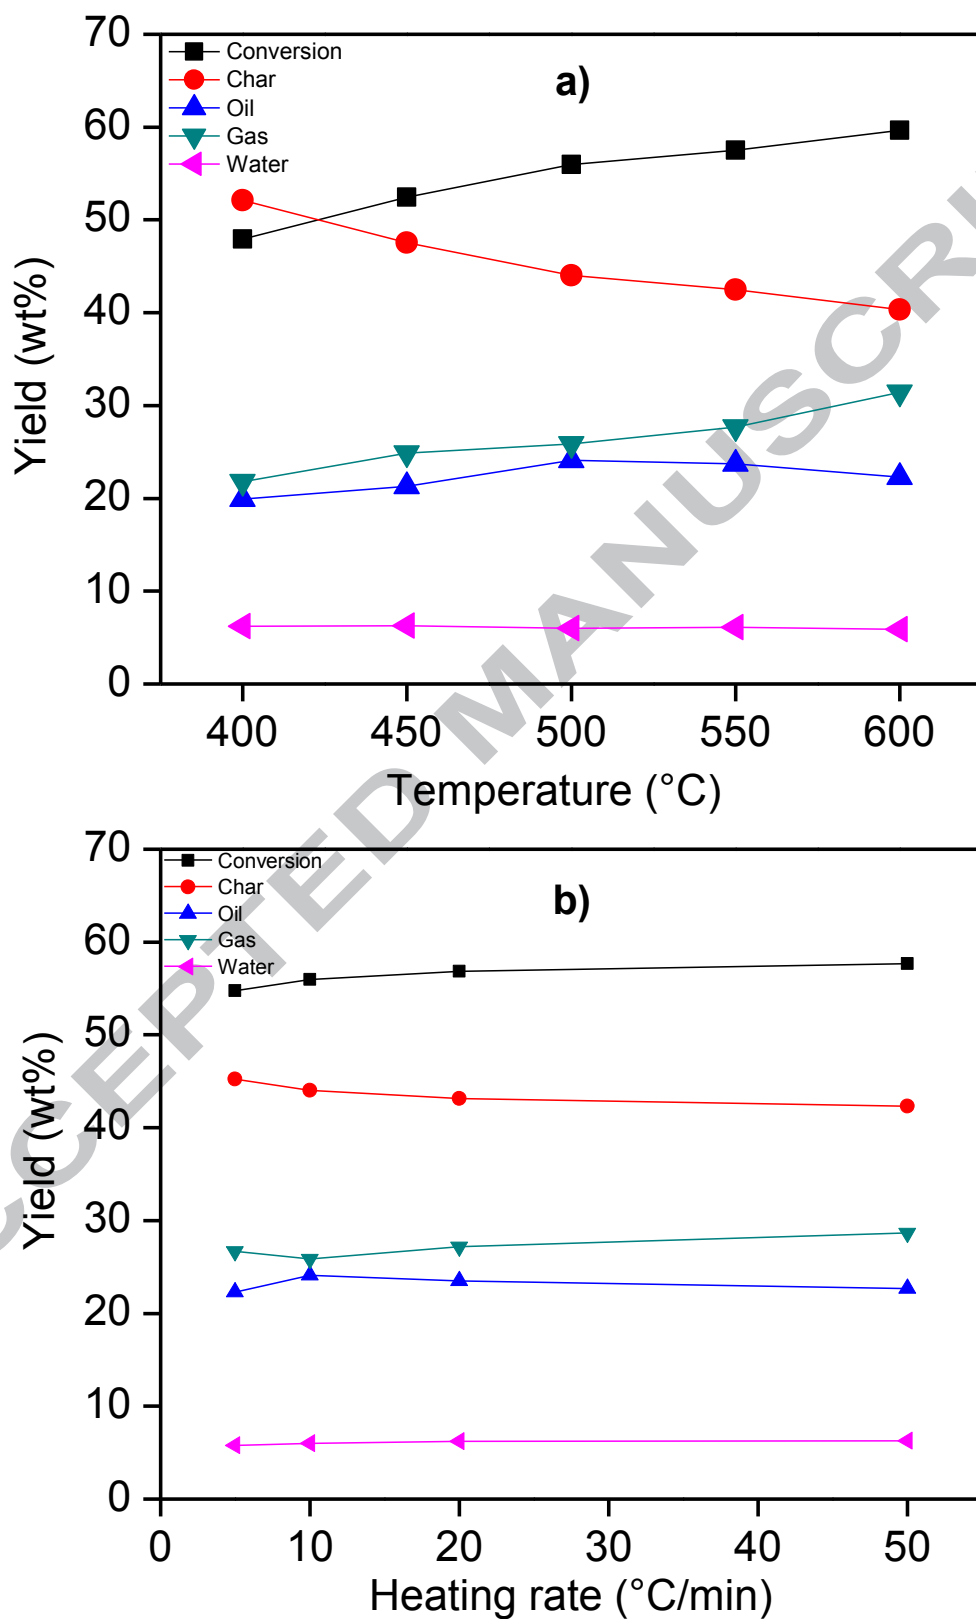 70
60
50
40
30
20
10
0
Yield (wt%)
Conversion
Char
Oil
Gas
Water
a)
400 450 500 550 600
Temperature (°C)
70
60
50
40
30
20
10
0
Yield (wt%)
Conversion
Char
Oil
Gas
Water
b)
0 10 20 30 40 50
Heating rate (°C/min)
CCEPTED MANUSCRI